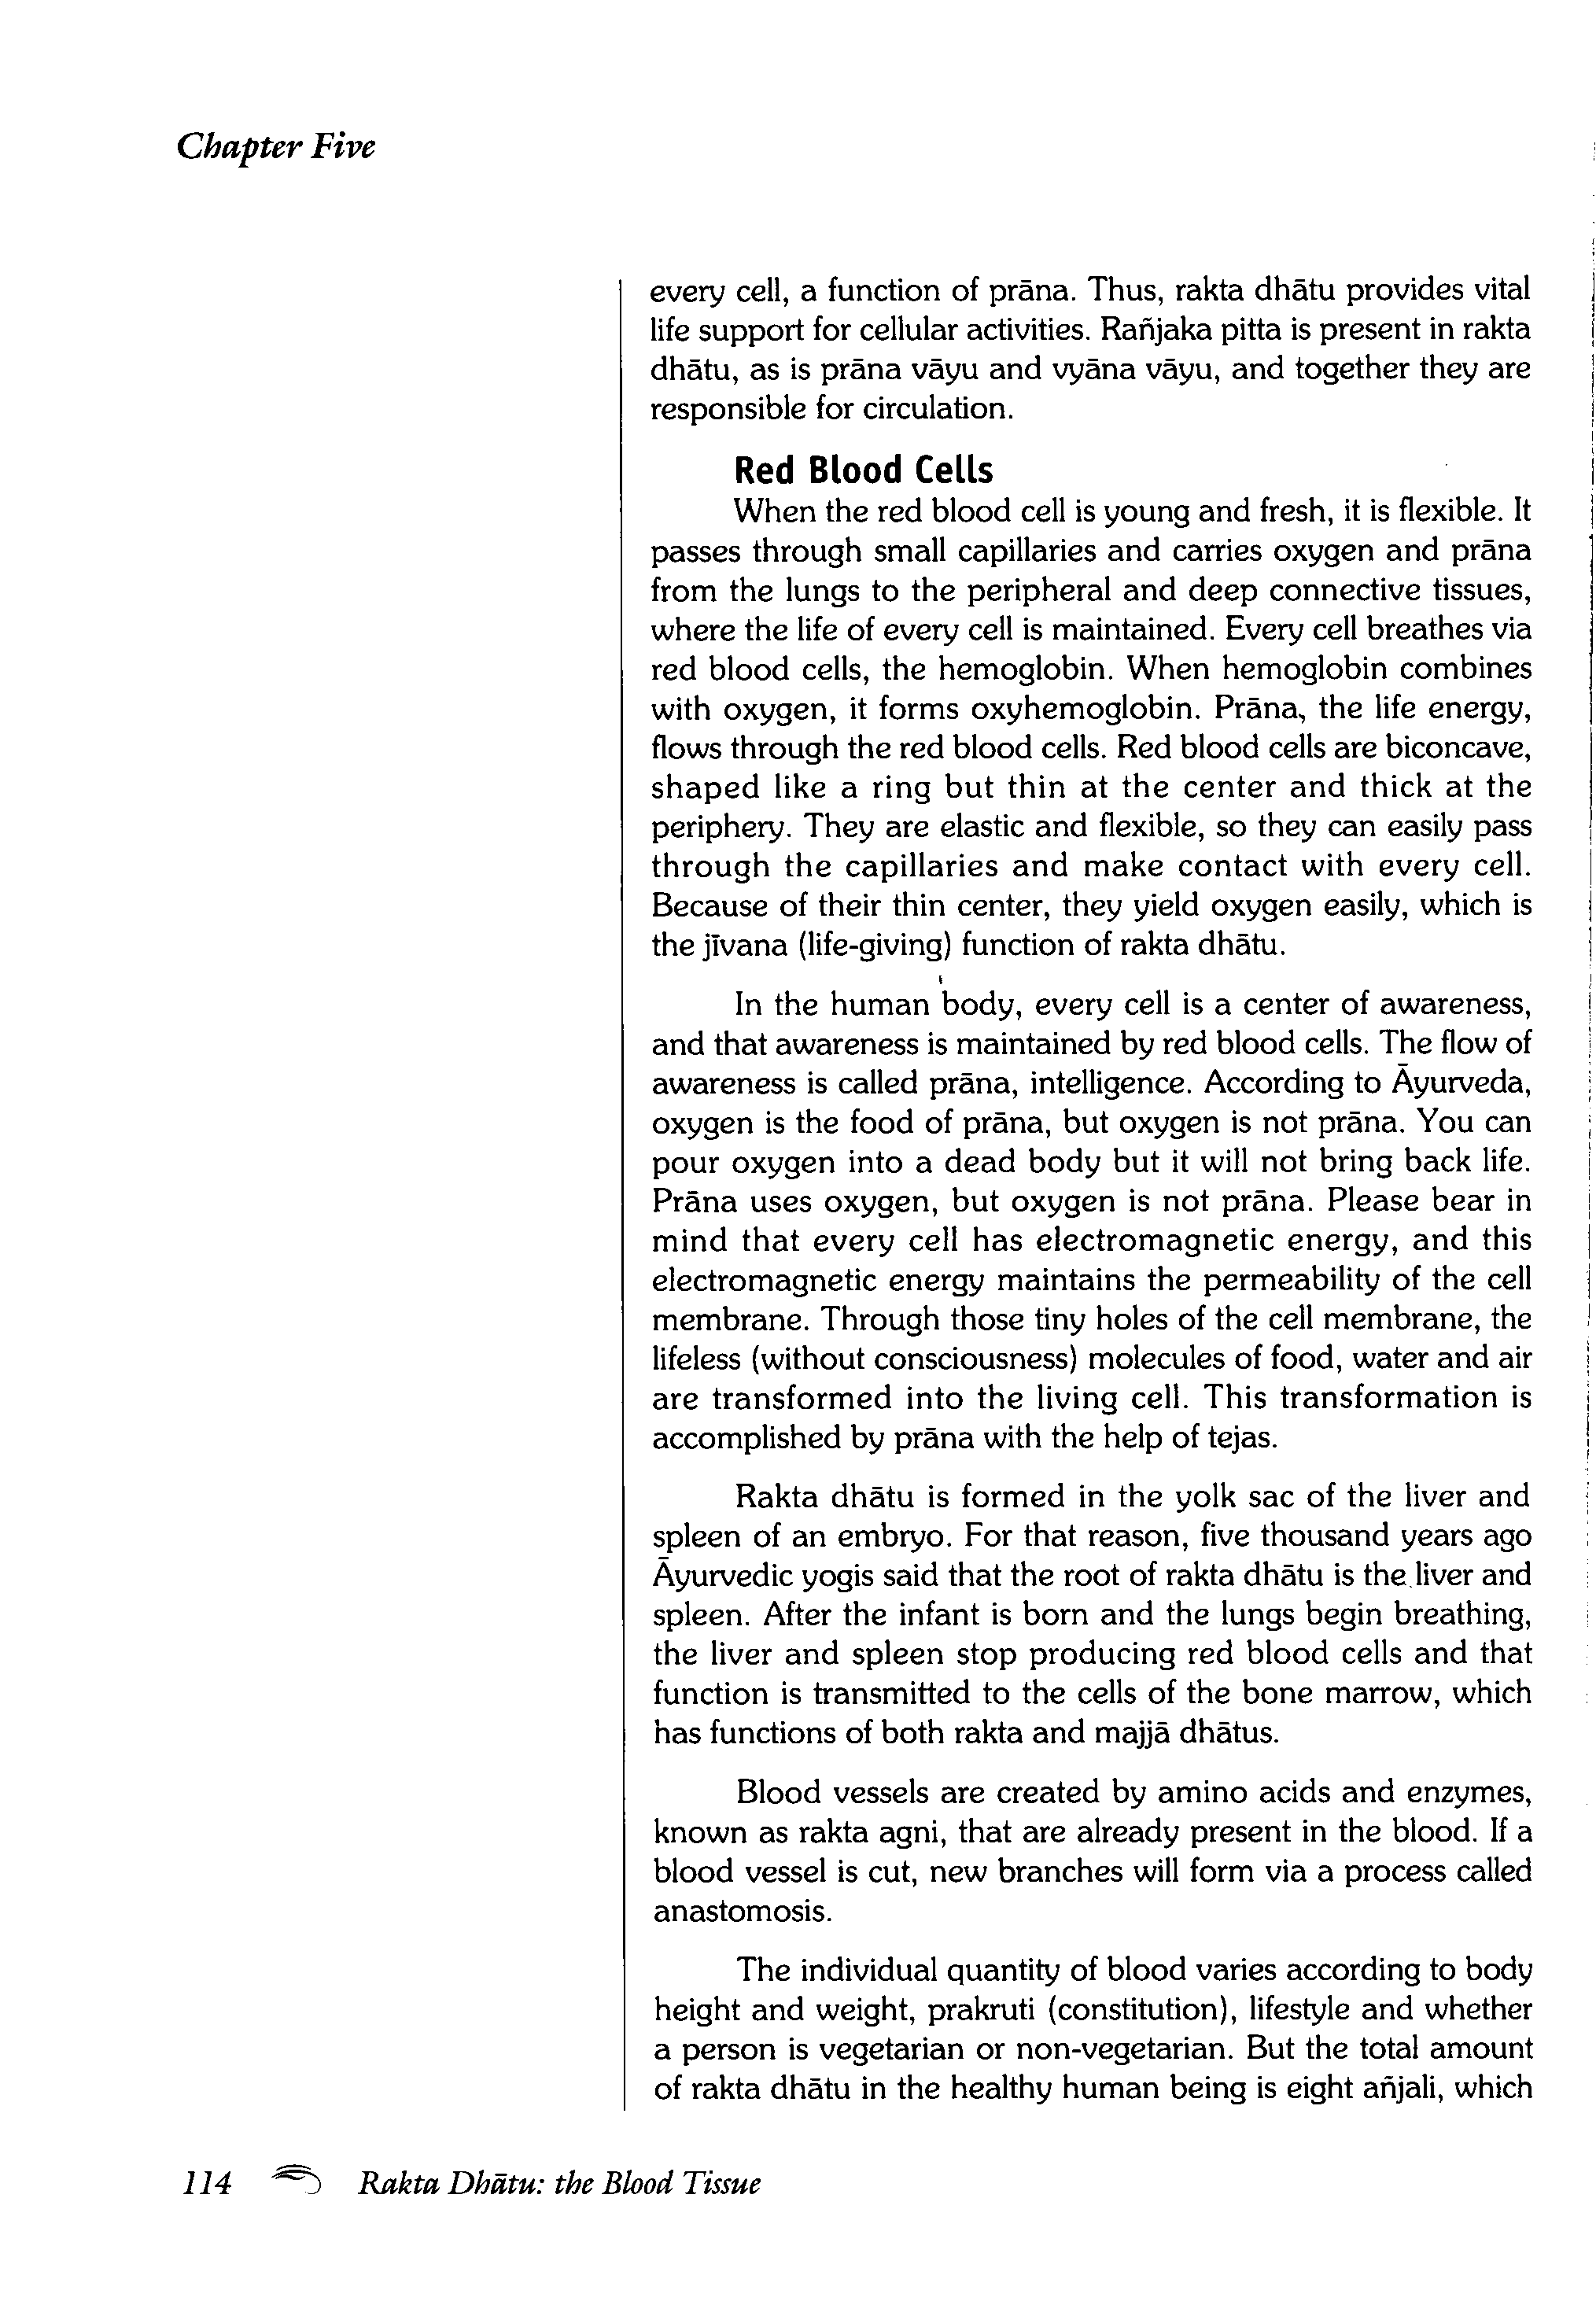 Chapter Five
every cell, a function of prāna. Thus, rakta dhātu provides vital
life support for cellular activities. Rañjaka pitta is present in rakta
dhātu, as is prāna vāyu and vyāna vāyu, and together they are
responsible for circulation.
Red Blood Cells
When the red blood cell is young and fresh, it is flexible. It
passes through small capillaries and carries oxygen and prāna
from the lungs to the peripheral and deep connective tissues,
where the life of every cell is maintained. Every cell breathes via
red blood cells, the hemoglobin. When hemoglobin combines
with oxygen, it forms oxyhemoglobin. Prāna, the life energy,
flows through the red blood cells. Red blood cells are biconcave,
shaped like a ring but thin at the center and thick at the
periphery. They are elastic and flexible, so they can easily pass
through the capillaries and make contact with every cell.
Because of their thin center, they yield oxygen easily, which is
the jīvana (life-giving) function of rakta dhātu.
In the human body, every cell is a center of awareness,
and that awareness is maintained by red blood cells. The flow of
awareness is called prāna, intelligence. According to Āyurveda,
oxygen is the food of prāna, but oxygen is not prāna. You can
pour oxygen into a dead body but it will not bring back life.
Prāna uses oxygen, but oxygen is not prāna. Please bear in
mind that every cell has electromagnetic energy, and this
electromagnetic energy maintains the permeability of the cell
membrane. Through those tiny holes of the cell membrane, the
lifeless (without consciousness) molecules of food, water and air
are transformed into the living cell. This transformation is
accomplished by prāna with the help of tejas.
Rakta dhātu is formed in the yolk sac of the liver and
spleen of an embryo. For that reason, five thousand years ago
Āyurvedic yogis said that the root of rakta dhātu is the liver and
spleen. After the infant is born and the lungs begin breathing,
the liver and spleen stop producing red blood cells and that
function is transmitted to the cells of the bone marrow, which
has functions of both rakta and majjā dhātus.
Blood vessels are created by amino acids and enzymes,
known as rakta agni, that are already present in the blood. If a
blood vessel is cut, new branches will form via a process called
anastomosis.
The individual quantity of blood varies according to body
height and weight, prakruti (constitution), lifestyle and whether
a person is vegetarian or non-vegetarian. But the total amount
of rakta dhātu in the healthy human being is eight añjali, which
114 Rakta Dhātu: the Blood Tissue